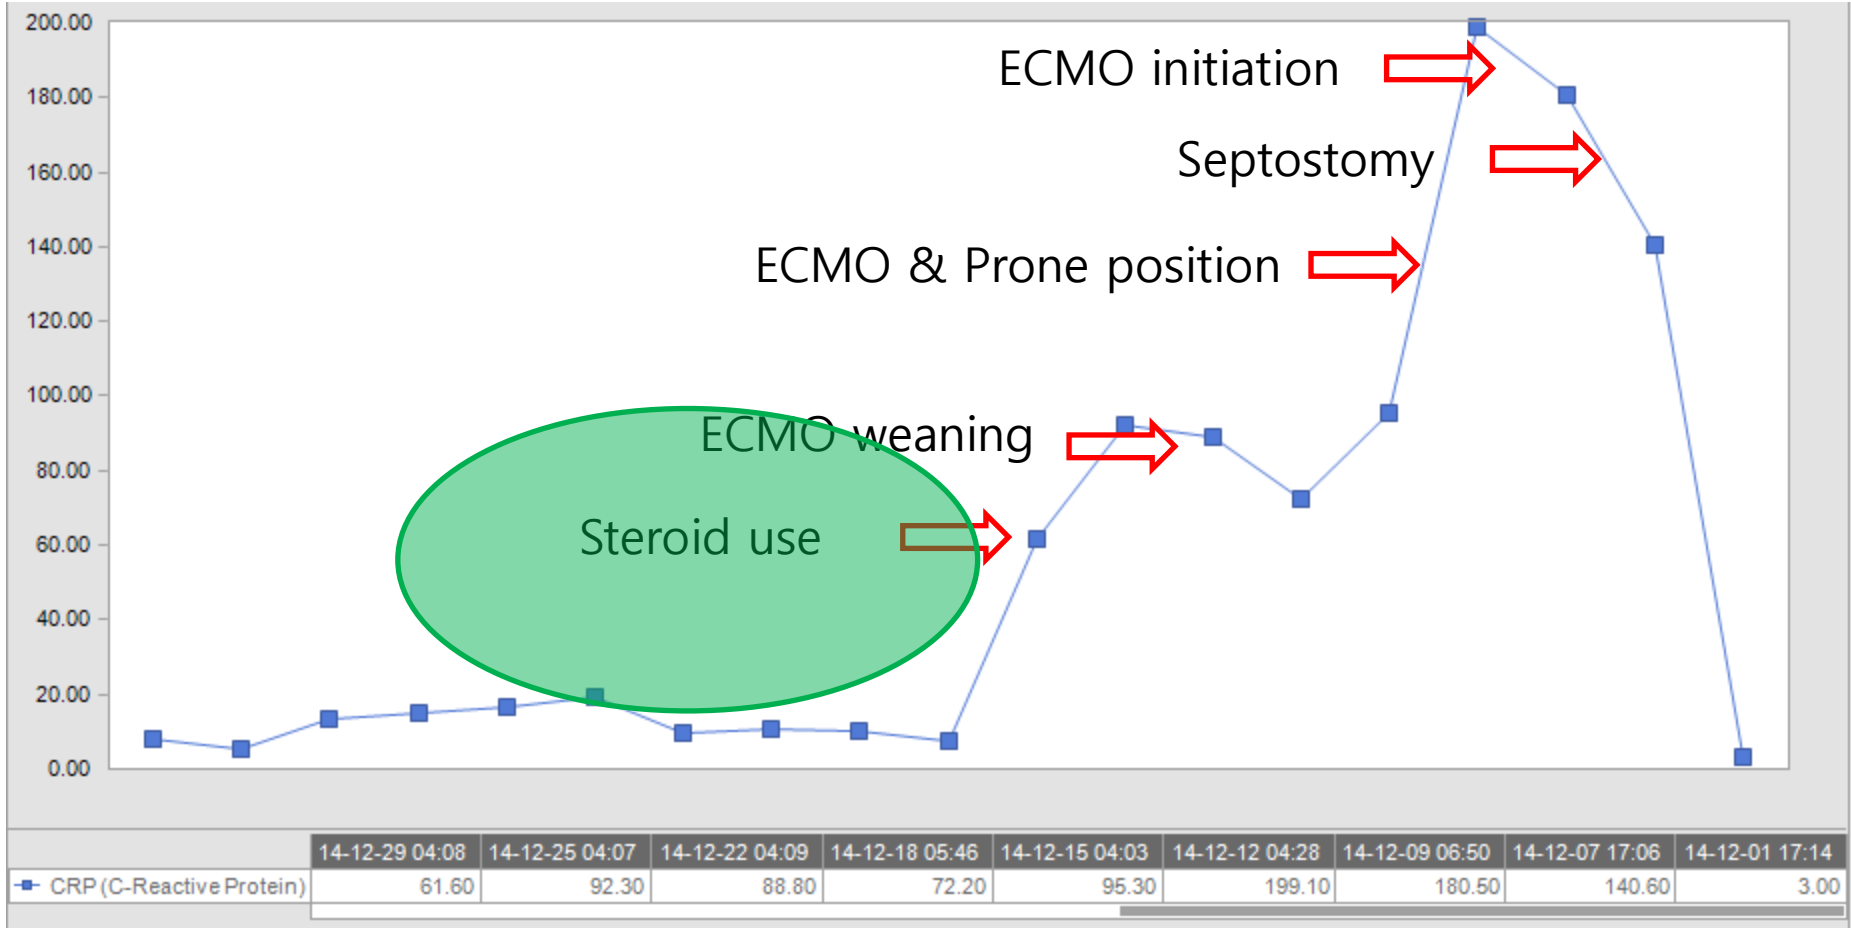 200.00
180.00
160.00
140.00
120.00
100.00
80.00
60.00
40.00
20.00
0.00
ECMO initiation
Septostomy
ECMO & Prone position
ECMO weaning
Steroid use
14-12-29 04:08 14-12-25 04:07 14-12-22 04:09 14-12-18 05:46 14-12-15 04:03 14-12-12 04:28 14-12-09 06:50 14-12-07 17:06 14-12-01 17:14
CRP (C-Reactive Protein) 61.60 92.30 88.80 72.20 95.30 199.10 180.50 140.60 3.00